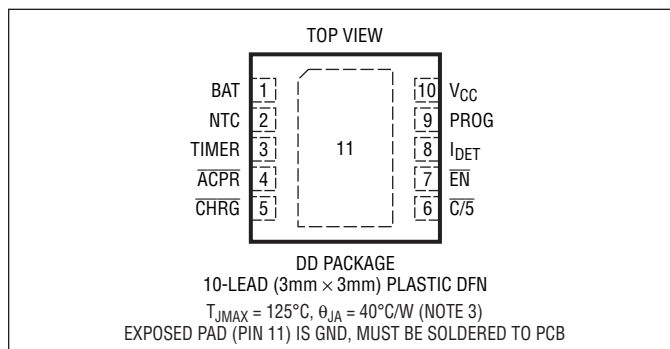 TOP VIEW
BAT 1 10 VCC
NTC 2 9 PROG
TIMER 3 11 8 IDET
ACPR 4 7 EN
CHRG 5 6 C/5
DD PACKAGE
10-LEAD (3mm × 3mm) PLASTIC DFN
TJMAX = 125°C, θJA = 40°C/W (NOTE 3)
EXPOSED PAD (PIN 11) IS GND, MUST BE SOLDERED TO PCB